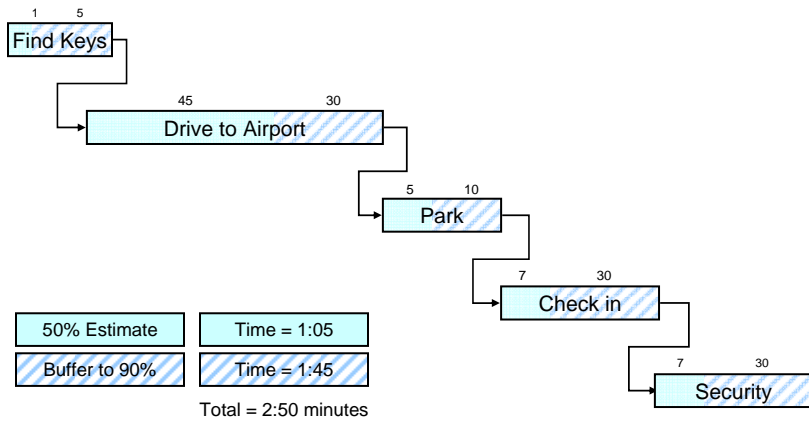 1 5
Find Keys
45 30
Drive to Airport
5 10
Park
7 30
Check in
7 30
Security
50% Estimate
Time = 1:05
Buffer to 90%
Time = 1:45
Total = 2:50 minutes